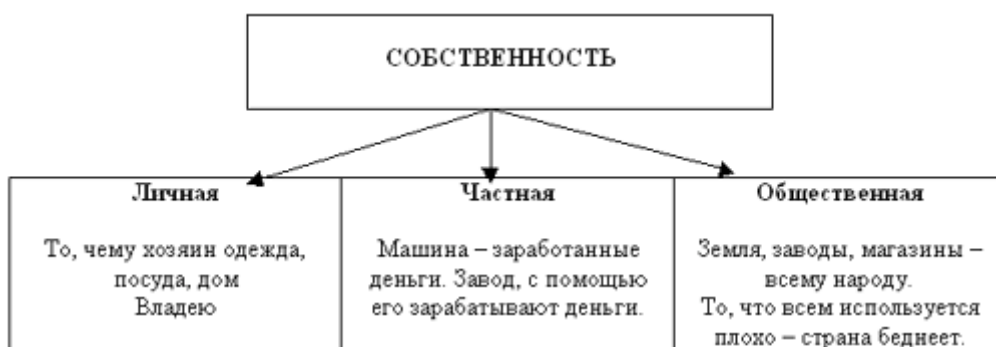 СОБСТВЕННОСТЬ
Личная
То, чему хозяин одежда,
посуда, дом
Владею
Частная
Машина – заработанные
деньги. Завод, с помощью
его зарабатывают деньги.
Общественная
Земля, заводы, магазины –
всему народу.
То, что всем используется
плохо – страна беднеет.